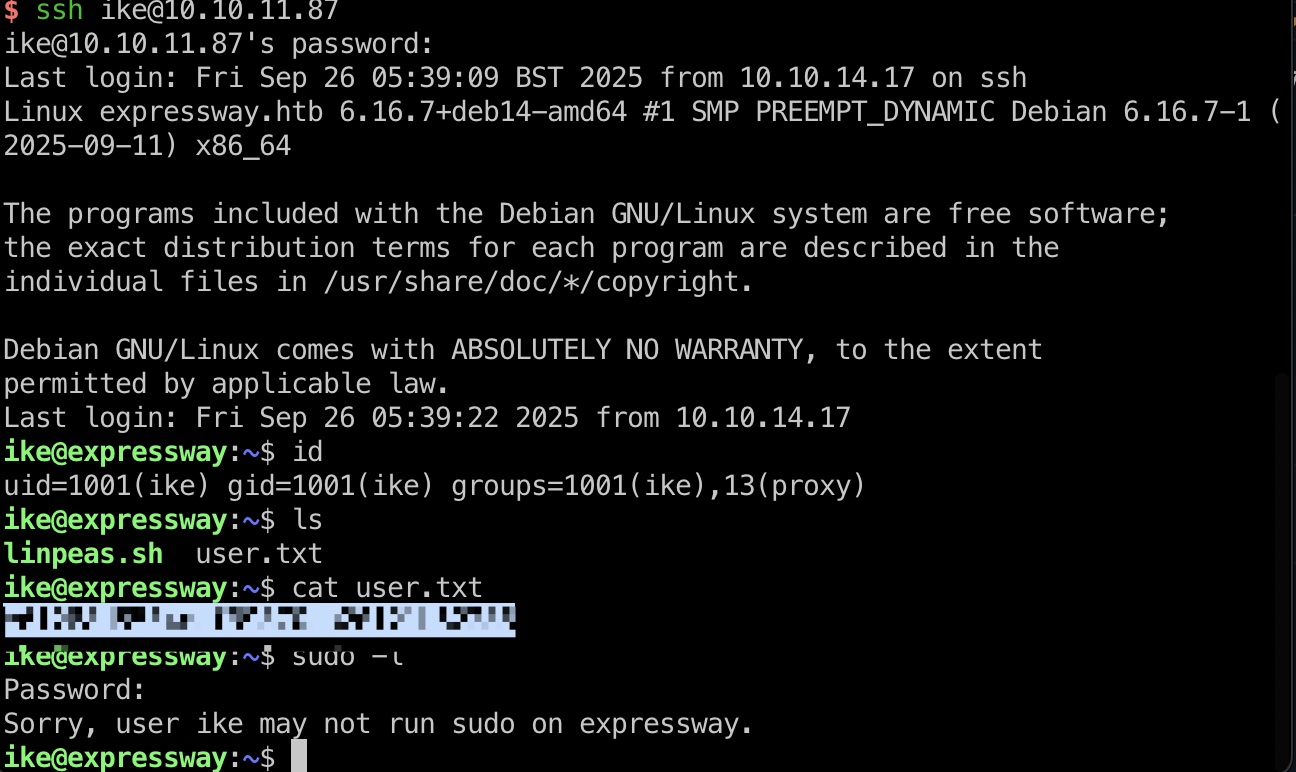 $ ssh ike@10.10.11.87
ike@10.10.11.87's password:
Last login: Fri Sep 26 05:39:09 BST 2025 from 10.10.14.17 on ssh
Linux expressway.htb 6.16.7+deb14-amd64 #1 SMP PREEMPT_DYNAMIC Debian 6.16.7-1 (
2025-09-11) x86_64
The programs included with the Debian GNU/Linux system are free software;
the exact distribution terms for each program are described in the
individual files in /usr/share/doc/*/copyright.
Debian GNU/Linux comes with ABSOLUTELY NO WARRANTY, to the extent
permitted by applicable law.
Last login: Fri Sep 26 05:39:22 2025 from 10.10.14.17
ike@expressway:~$ id
uid=1001(ike) gid=1001(ike) groups=1001(ike),13(proxy)
ike@expressway:~$ ls
linpeas.sh  user.txt
ike@expressway:~$ cat user.txt
ike@expressway:~$ sudo -l
Password:
Sorry, user ike may not run sudo on expressway.
ike@expressway:~$